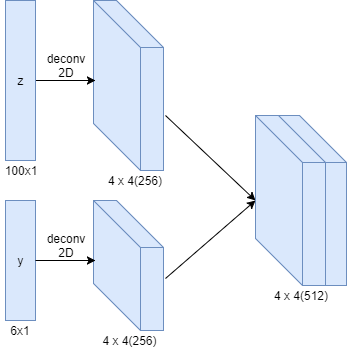 z
deconv
2D
100x1
4 x 4(256)
y
deconv
2D
6x1
4 x 4(256)
4 x 4(512)